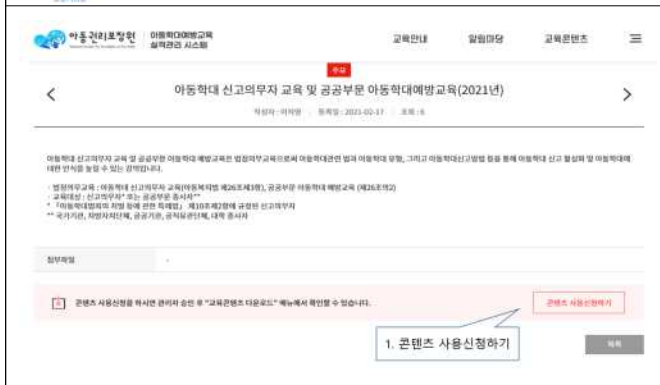 아동권리보장원 아동학대예방교육
실적관리 시스템
교육안내 알림마당 교육콘텐츠
아동학대 신고의무자 교육 및 공공부문 아동학대예방교육(2021년)
등록일 : 2021-02-17 조회 : 6
아동학대 신고의무자 교육 및 공공부문 아동학대 예방교육은 법정의무교육으로써 아동학대관련 법과 아동학대 유형, 그리고 아동학대신고방법 등을 통해 아동학대 신고 활성화 및 아동학대에
대한 인식을 높일 수 있는 강의입니다.
- 법정의무교육 : 아동학대 신고의무자 교육(아동복지법 제26조제3항), 공공부문 아동학대 예방교육 (제26조의2)
- 교육대상 : 신고의무자* 또는 공공부문 종사자**
* 「아동학대범죄의 처벌 등에 관한 특례법」 제10조제2항에 규정된 신고의무자
** 국가기관, 지방자치단체, 공공기관, 공직유관단체, 대학 종사자
첨부파일 -
콘텐츠 사용신청을 하시면 관리자 승인 후 "교육콘텐츠 다운로드" 메뉴에서 확인할 수 있습니다.
콘텐츠 사용신청하기
1. 콘텐츠 사용신청하기
목록